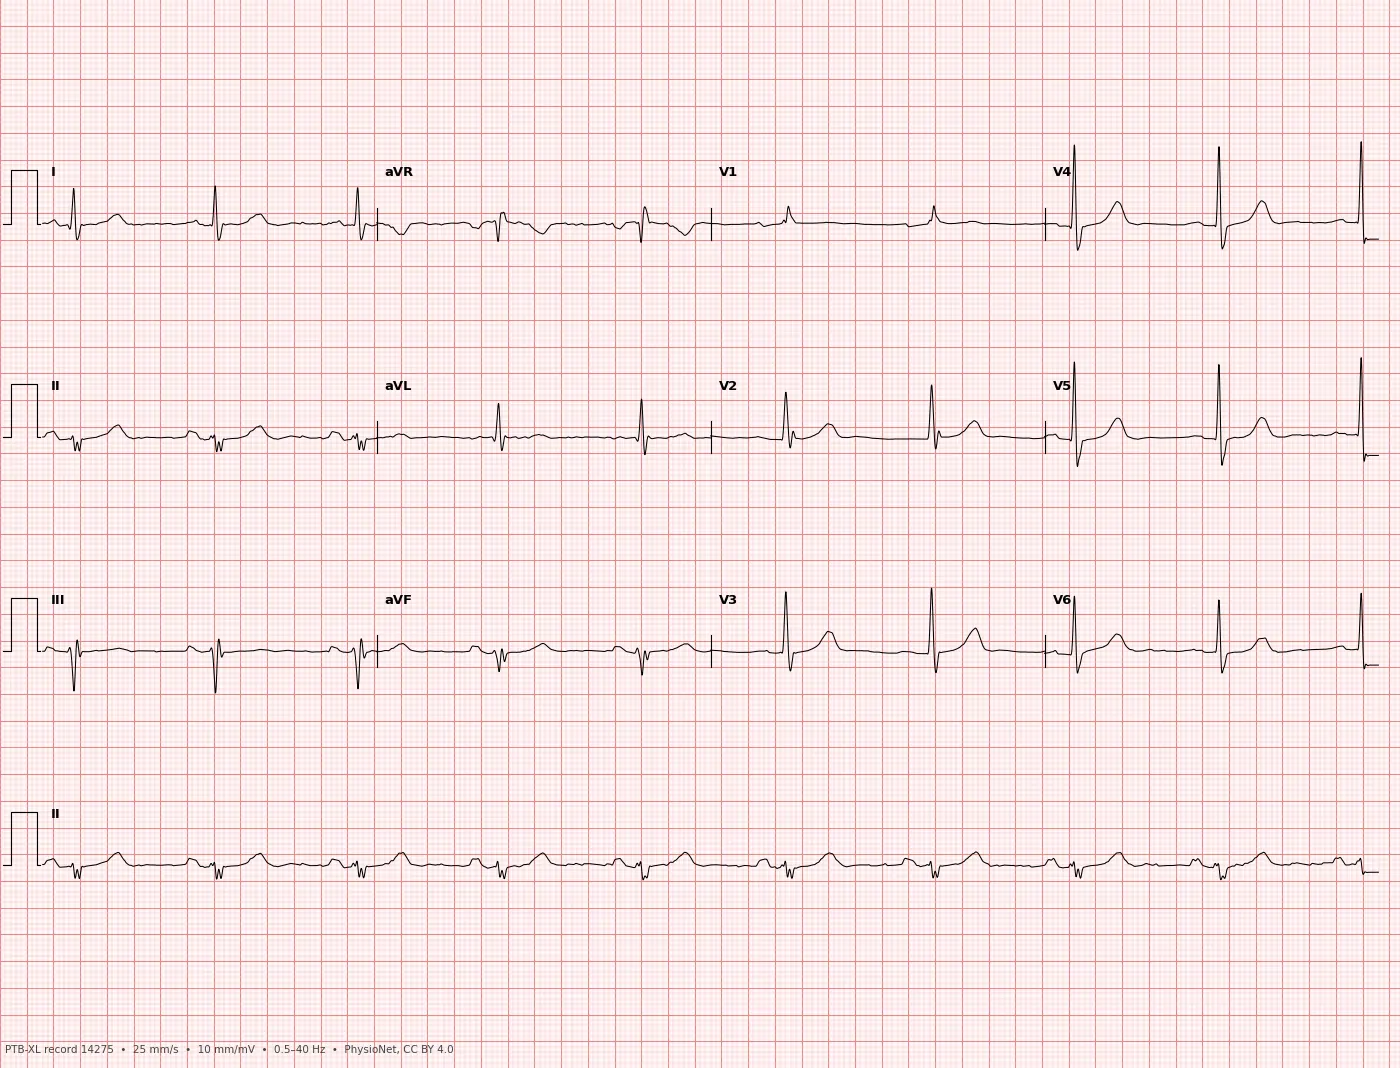 I
aVR
V1
V4
II
aVL
V2
V5
III
aVF
V3
V6
II
PTB-XL record 14275 • 25 mm/s • 10 mm/mV • 0.5–40 Hz • PhysioNet, CC BY 4.0